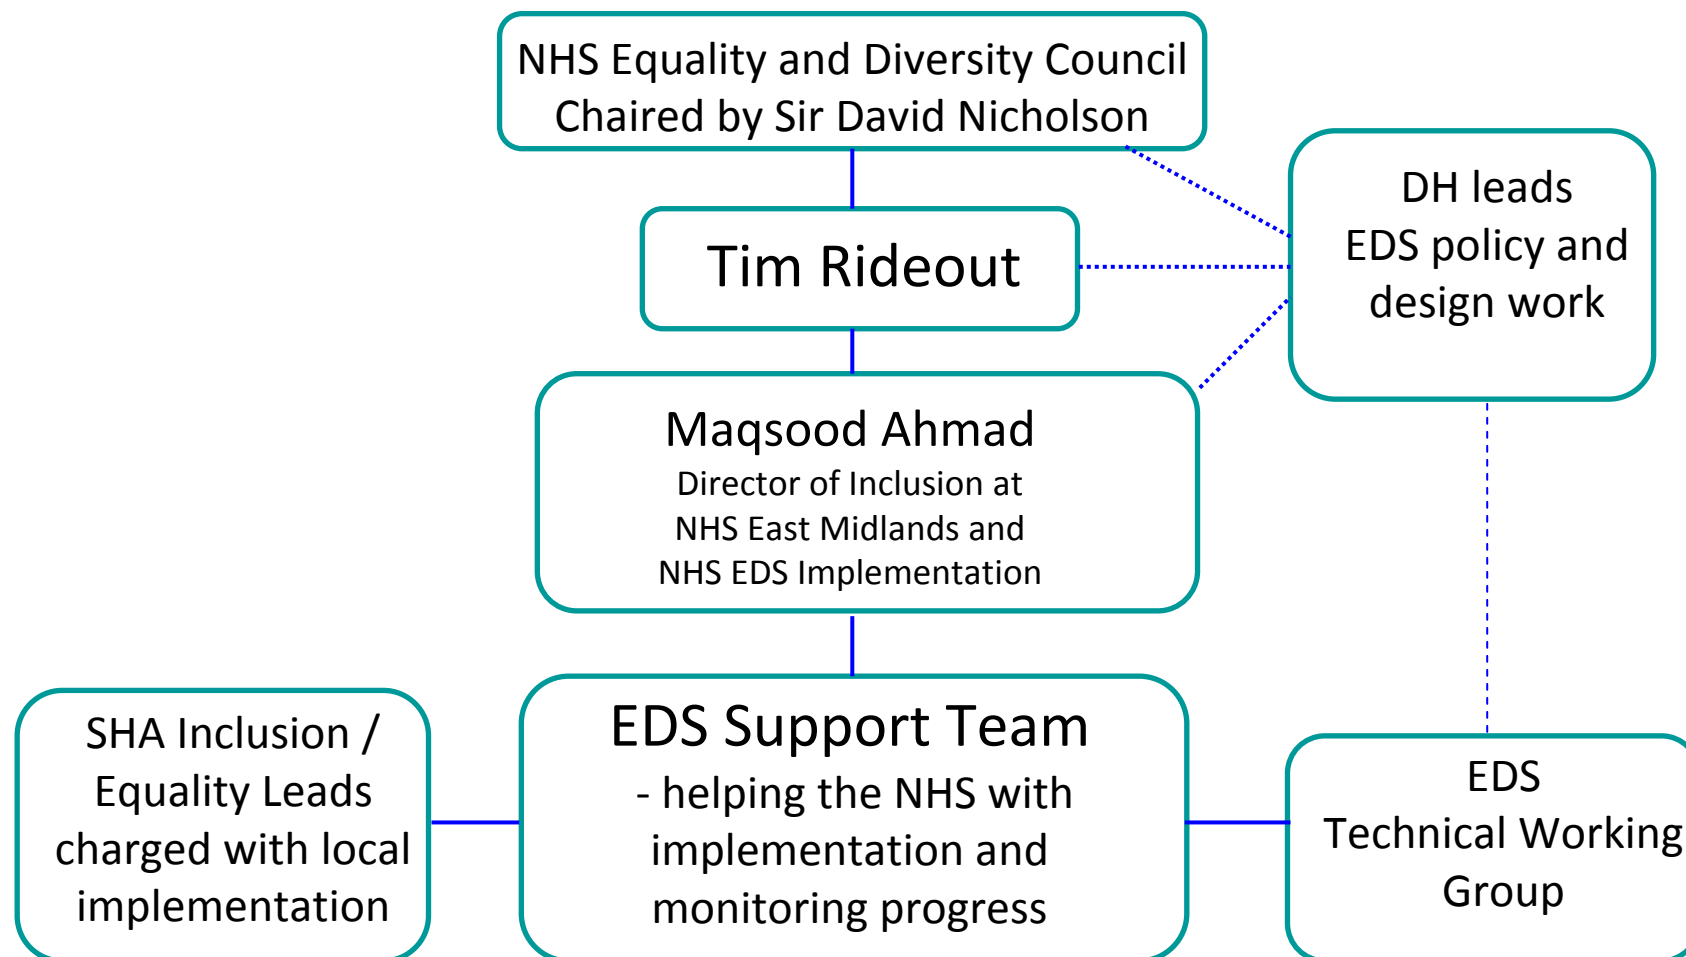 NHS Equality and Diversity Council
Chaired by Sir David Nicholson
DH leads
EDS policy and
design work
Tim Rideout
Maqsood Ahmad
Director of Inclusion at
NHS East Midlands and
NHS EDS Implementation
SHA Inclusion /
Equality Leads
charged with local
implementation
EDS Support Team
- helping the NHS with
implementation and
monitoring progress
EDS
Technical Working
Group